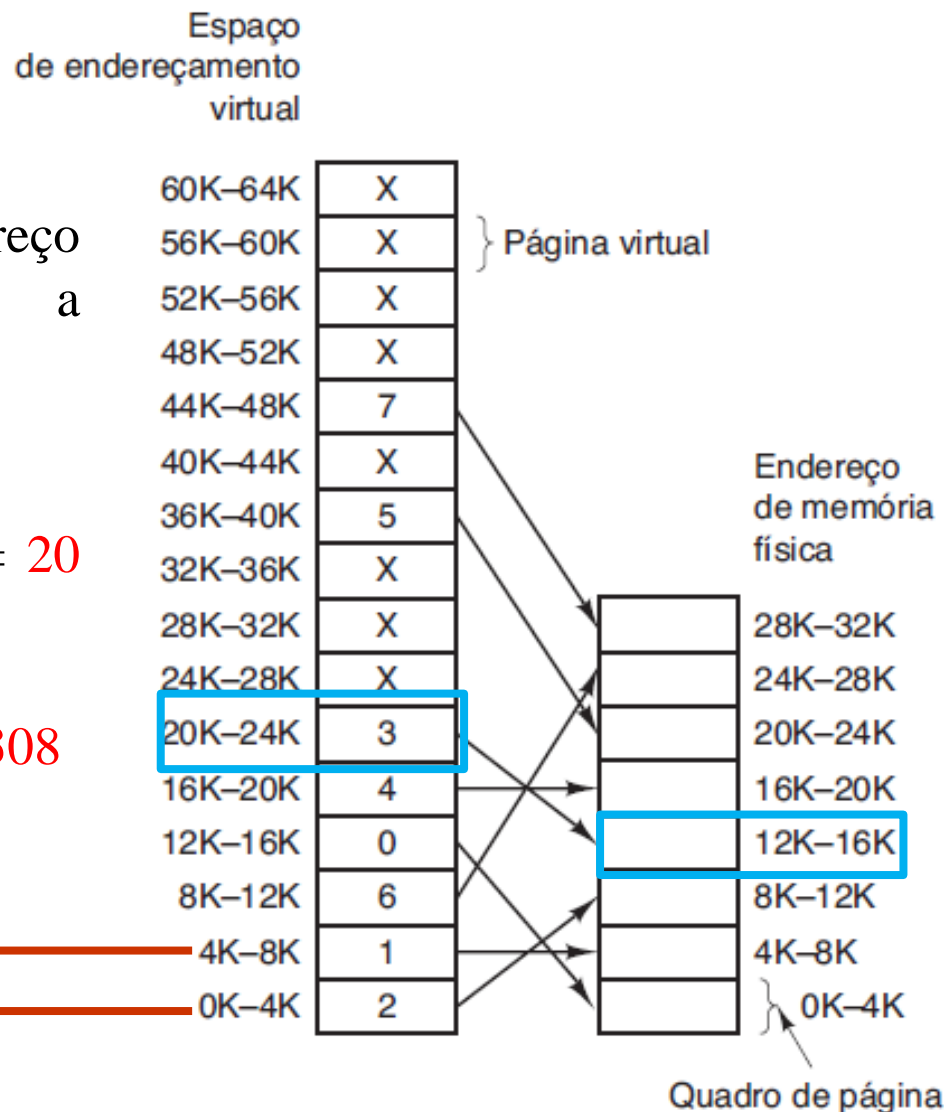 Espaço
de endereçamento
virtual
60K–64K X
reço
56K–60K X
Página virtual
a
52K–56K X
48K–52K X
44K–48K 7
40K–44K X
36K–40K 5
= 20
32K–36K X
28K–32K X
24K–28K X
20K–24K 3
308
16K–20K 4
12K–16K 0
8K–12K 6
4K–8K 1
0K–4K 2
Endereço
de memória
física
28K–32K
24K–28K
20K–24K
16K–20K
12K–16K
8K–12K
4K–8K
0K–4K
Quadro de página